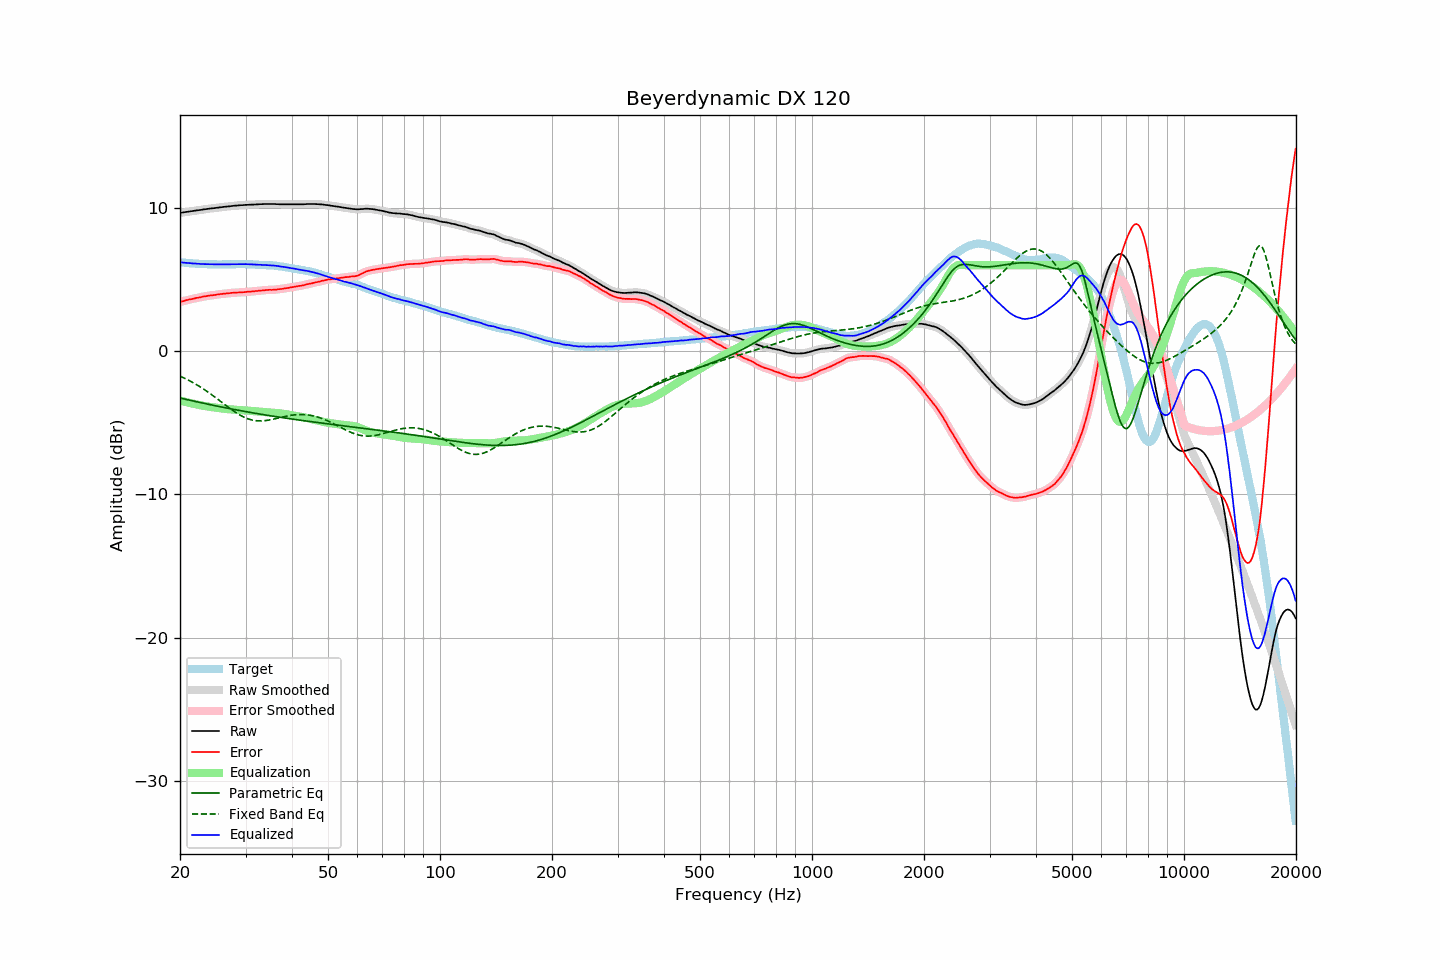 Beyerdynamic DX 120
Amplitude (dBr)
10
0
−10
−20
−30
Target
Raw Smoothed
Error Smoothed
Raw
Error
Equalization
Parametric Eq
Fixed Band Eq
Equalized
20 50 100 200 500 1000 2000 5000 10000 20000
Frequency (Hz)